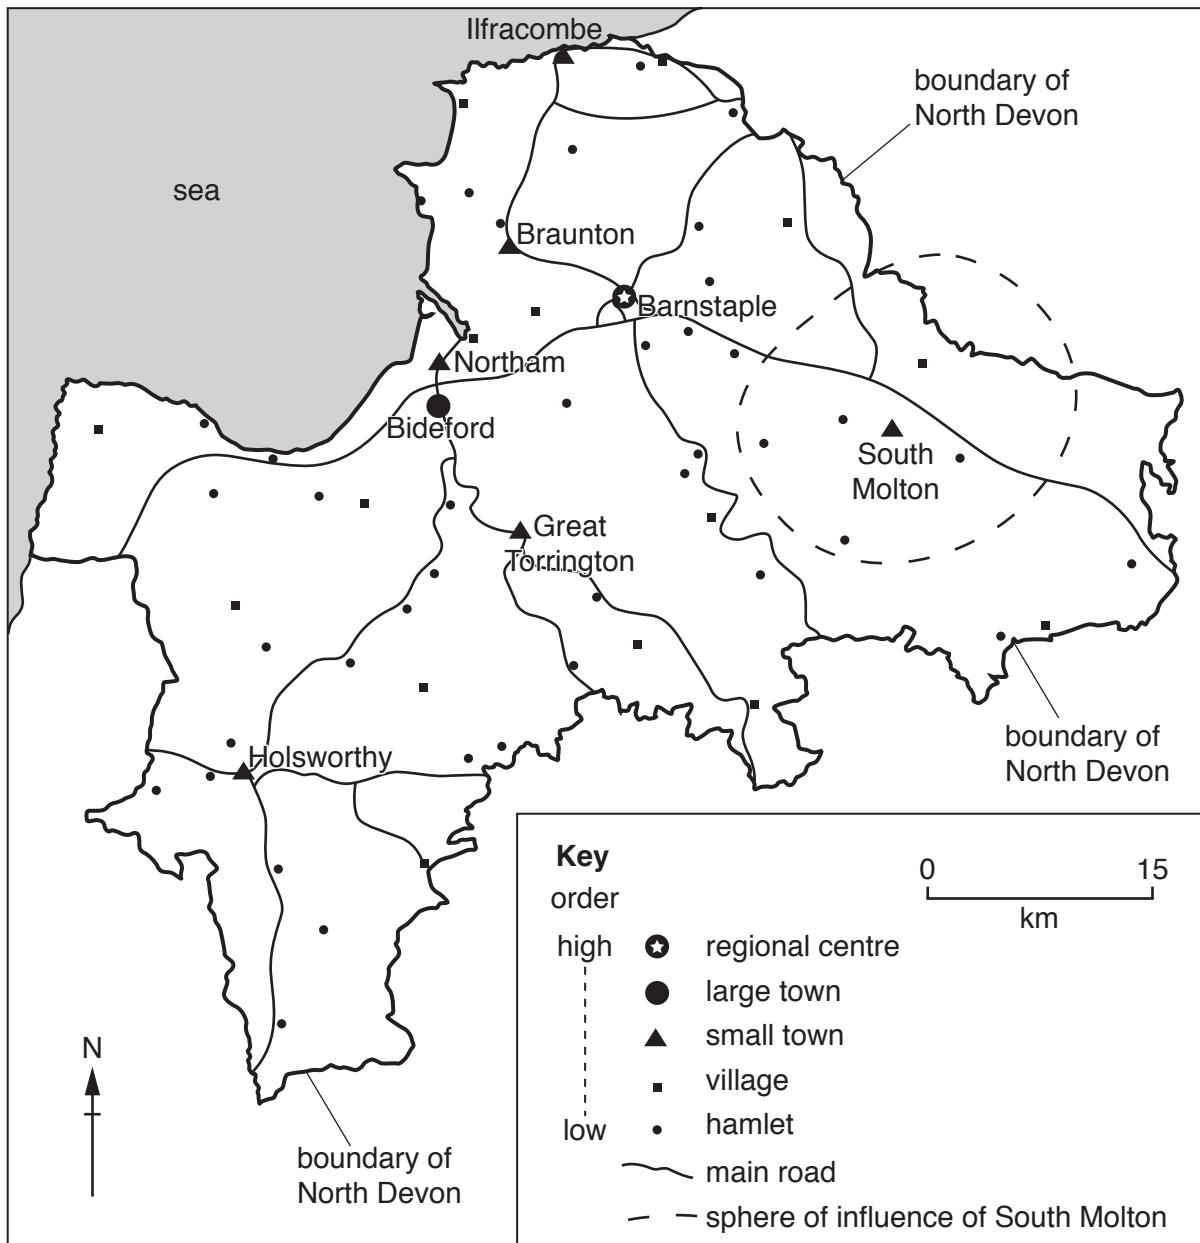 Ilfracombe
boundary of
North Devon
sea
Braunton
Barnstaple
Northam
Bideford
South
Molton
Great
Torrington
boundary of
North Devon
Holsworthy
Key
order
0 15
km
high
regional centre
large town
small town
village
low
hamlet
main road
sphere of influence of South Molton
N
boundary of
North Devon